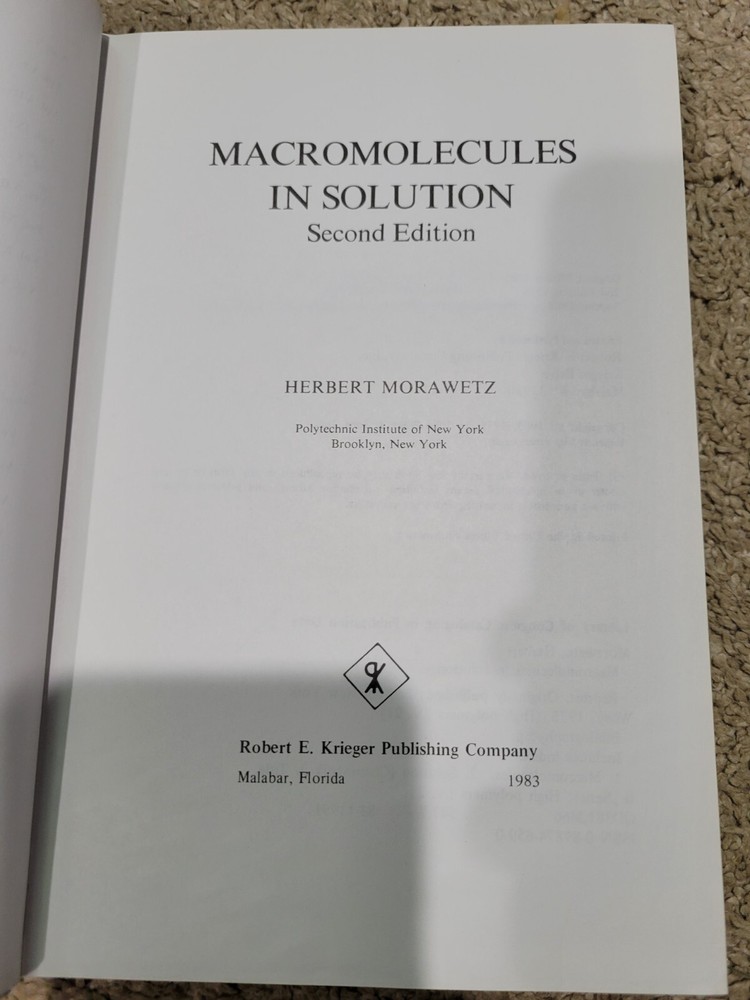 MACROMOLECULES
IN SOLUTION
Second Edition
HERBERT MORAWETZ
Polytechnic Institute of New York
Brooklyn, New York
Robert E. Krieger Publishing Company
Malabar, Florida 1983